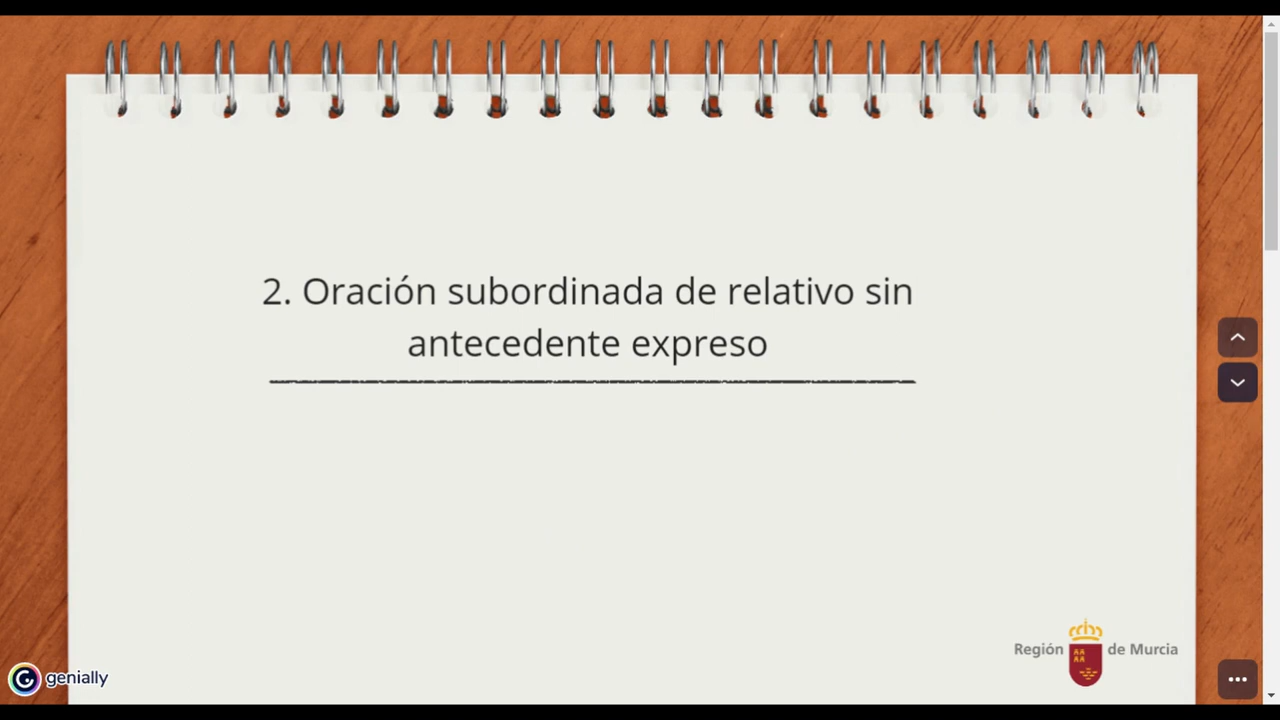 2. Oración subordinada de relativo sin
antecedente expreso
Región de Murcia
genially